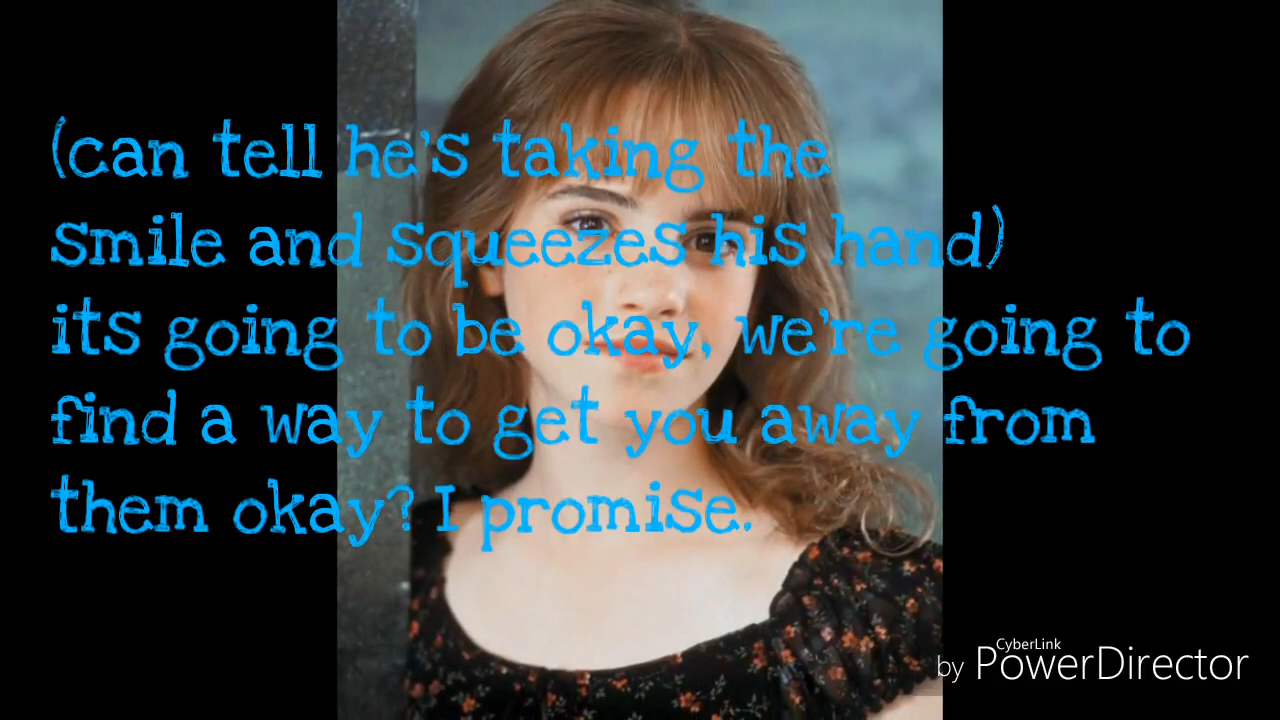 (can tell he's taking the
smile and squeezes his hand)
its going to be okay, we're going to
find a way to get you away from
them okay? I promise.
CyberLink
by PowerDirector